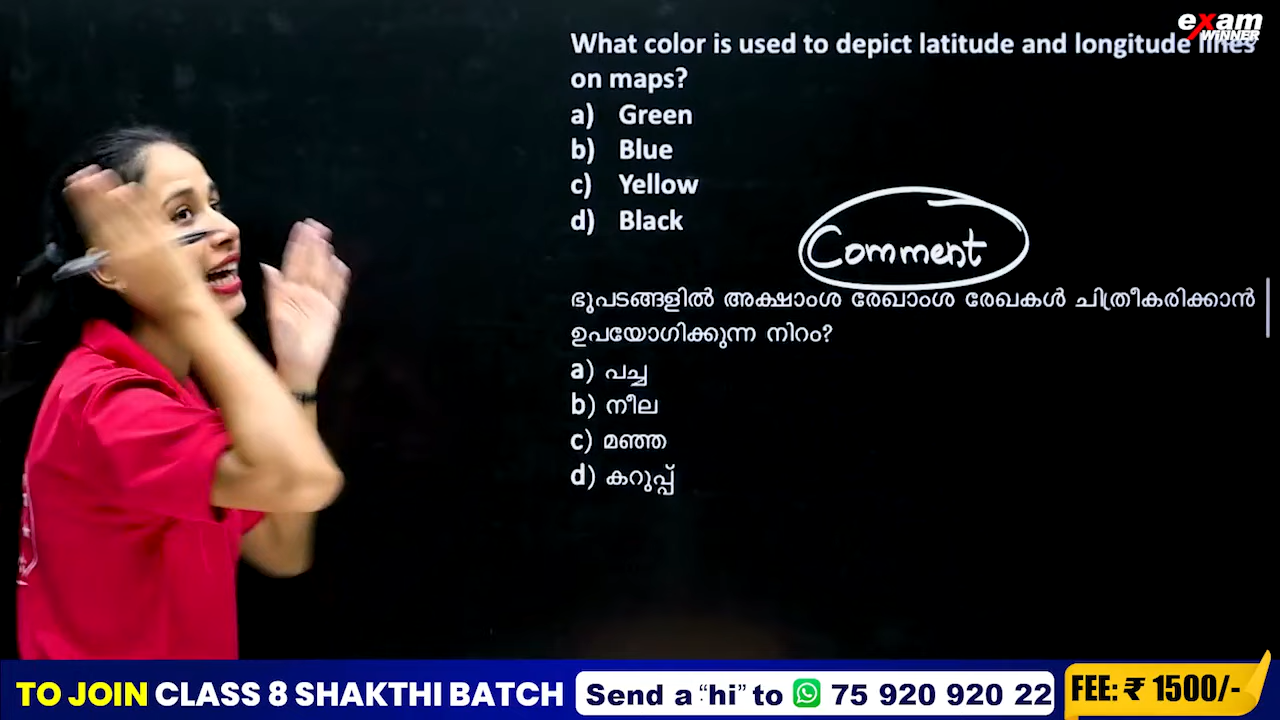 exam
WINNER
What color is used to depict latitude and longitude lines
on maps?
a) Green
b) Blue
c) Yellow
d) Black
Comment
ഭൂപടങ്ങളിൽ അക്ഷാംശ രേഖാംശ രേഖകൾ ചിത്രീകരിക്കാൻ
ഉപയോഗിക്കുന്ന നിറം?
a) പച്ച
b) നീല
c) മഞ്ഞ
d) കറുപ്പ്
TO JOIN CLASS 8 SHAKTHI BATCH Send a “hi” to 75 920 920 22 FEE: ₹ 1500/-